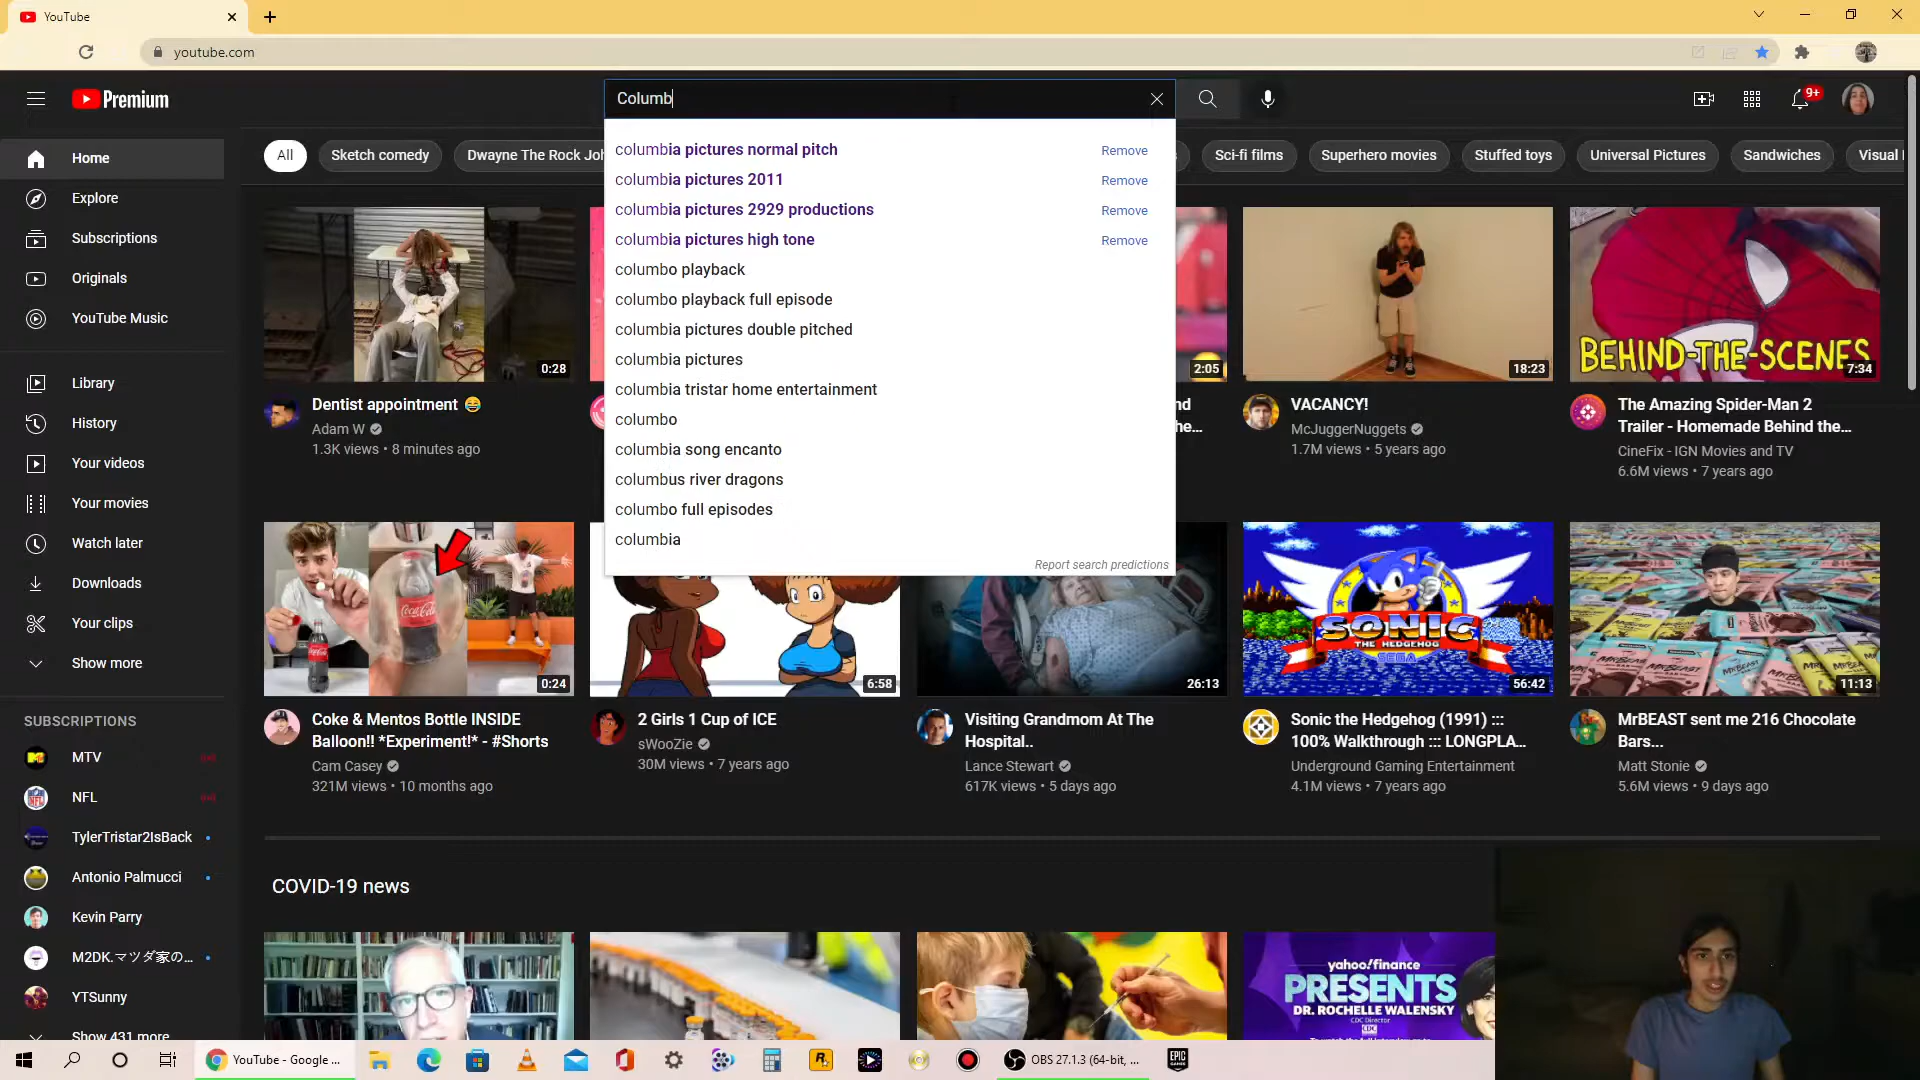 YouTube
youtube.com
Premium
Columb
9+
columbia pictures normal pitch
Remove
columbia pictures 2011
Remove
columbia pictures 2929 productions
Remove
columbia pictures high tone
Remove
columbo playback
columbo playback full episode
columbia pictures double pitched
columbia pictures
columbia tristar home entertainment
columbo
columbia song encanto
columbus river dragons
columbo full episodes
columbia
Report search predictions
Home
Explore
Subscriptions
Originals
YouTube Music
Library
History
Your videos
Your movies
Watch later
Downloads
Your clips
Show more
SUBSCRIPTIONS
MTV
NFL
TylerTristar2IsBack
Antonio Palmucci
Kevin Parry
M2DK.マツダ家の...
YTSunny
Show 431 more
All
Sketch comedy
Dwayne The Rock Joh
Sci-fi films
Superhero movies
Stuffed toys
Universal Pictures
Sandwiches
Visual
0:28
Dentist appointment 😂
Adam W
1.3K views • 8 minutes ago
2:05
nd
he...
18:23
VACANCY!
McJuggerNuggets
1.7M views • 5 years ago
BEHIND-THE-SCENES
7:34
The Amazing Spider-Man 2
Trailer - Homemade Behind the...
CineFix - IGN Movies and TV
6.6M views • 7 years ago
Coca-Cola
0:24
Coke & Mentos Bottle INSIDE
Balloon!! *Experiment!* - #Shorts
Cam Casey
321M views • 10 months ago
6:58
2 Girls 1 Cup of ICE
sWooZie
30M views • 7 years ago
26:13
Visiting Grandmom At The
Hospital..
Lance Stewart
617K views • 5 days ago
SONIC
THE HEDGEHOG
SEGA
56:42
Sonic the Hedgehog (1991) :::
100% Walkthrough ::: LONGPLA...
Underground Gaming Entertainment
4.1M views • 7 years ago
MRBEAST
11:13
MrBEAST sent me 216 Chocolate
Bars...
Matt Stonie
5.6M views • 9 days ago
COVID-19 news
yahoo!finance
PRESENTS
DR. ROCHELLE WALENSKY
CDC Director
CDC
YouTube - Google ...
OBS 27.1.3 (64-bit, ...
EPIC
GAMES